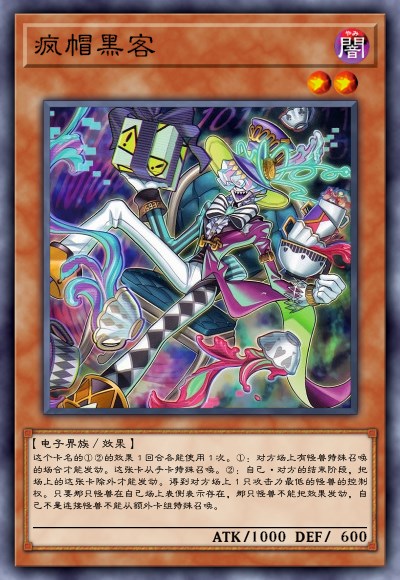 疯帽黑客
やみ
闇
【电子界族／效果】
这个卡名的①②的效果1回合各能使用1次。①：对方场上有怪兽特殊召唤
的场合才能发动。这张卡从手卡特殊召唤。②：自己·对方的结束阶段，把
场上的这张卡除外才能发动。得到对方场上1只攻击力最低的怪兽的控制
权。只要那只怪兽在自己场上表侧表示存在，那只怪兽不能把效果发动，自
己不是连接怪兽不能从额外卡组特殊召唤。
ATK/1000 DEF/ 600